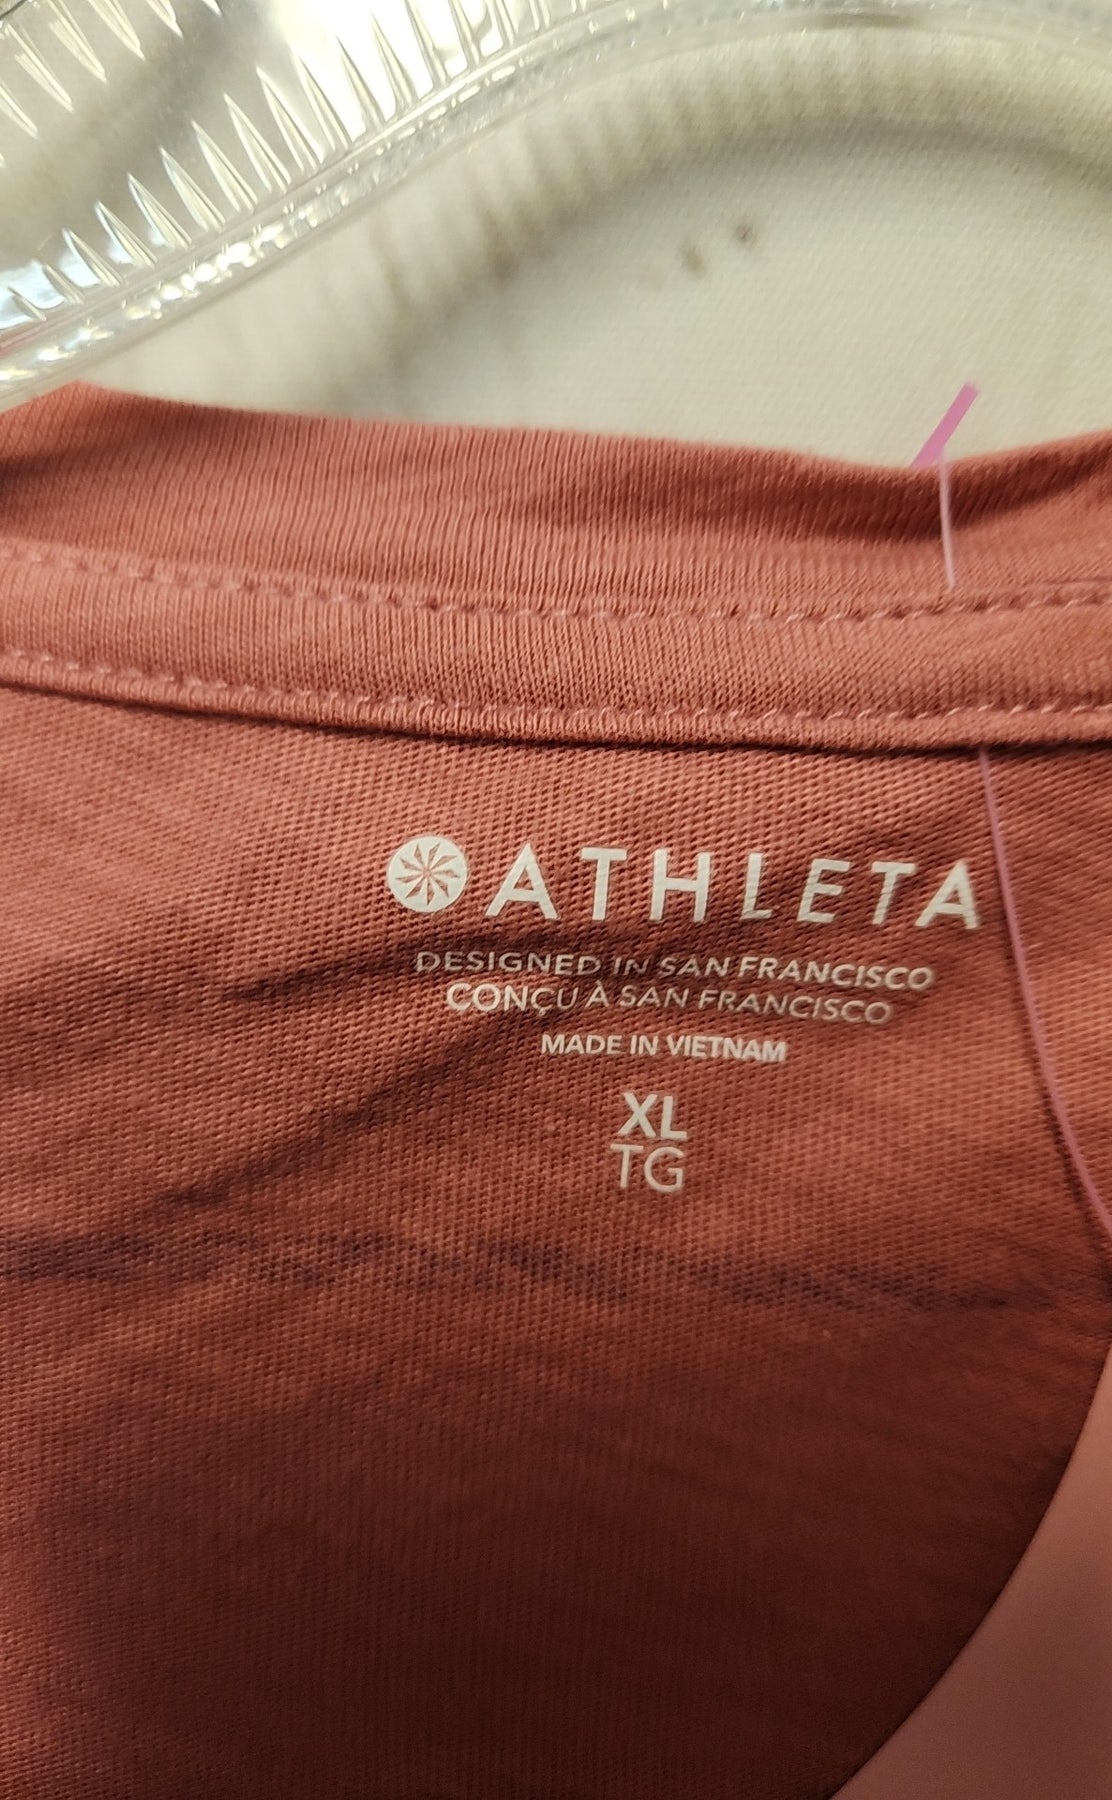 ATHLETA
DESIGNED IN SAN FRANCISCO
CONÇU À SAN FRANCISCO
MADE IN VIETNAM
XL
TG